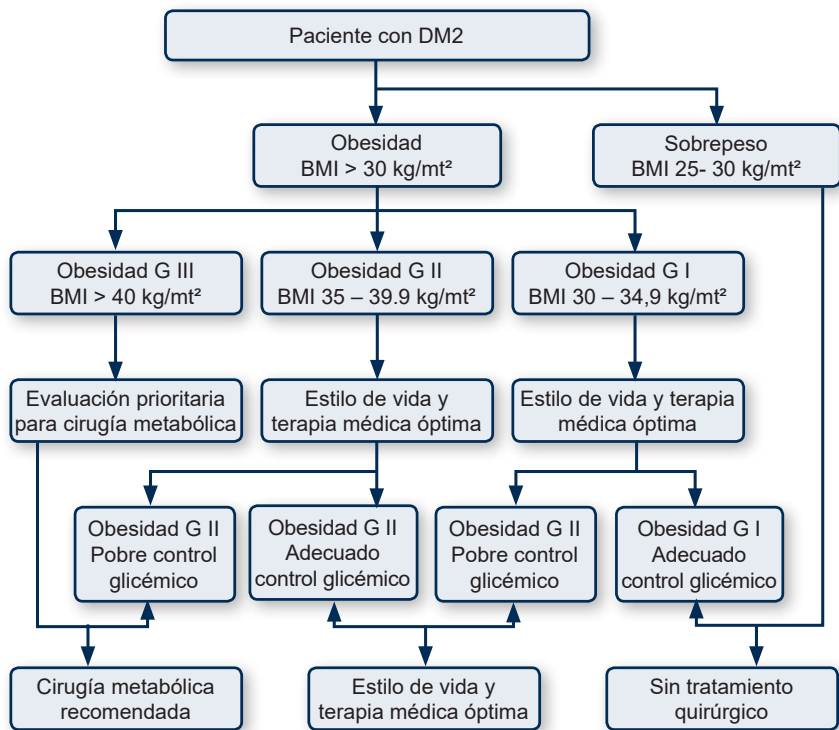 Paciente con DM2
Obesidad
BMI > 30 kg/mt²
Sobrepeso
BMI 25- 30 kg/mt²
Obesidad G III
BMI > 40 kg/mt²
Obesidad G II
BMI 35 – 39.9 kg/mt²
Obesidad G I
BMI 30 – 34,9 kg/mt²
Evaluación prioritaria
para cirugía metabólica
Estilo de vida y
terapia médica óptima
Estilo de vida y terapia
médica óptima
Obesidad G II
Pobre control
glicémico
Obesidad G II
Adecuado
control glicémico
Obesidad G II
Pobre control
glicémico
Obesidad G I
Adecuado
control glicémico
Cirugía metabólica
recomendada
Estilo de vida y
terapia médica óptima
Sin tratamiento
quirúrgico